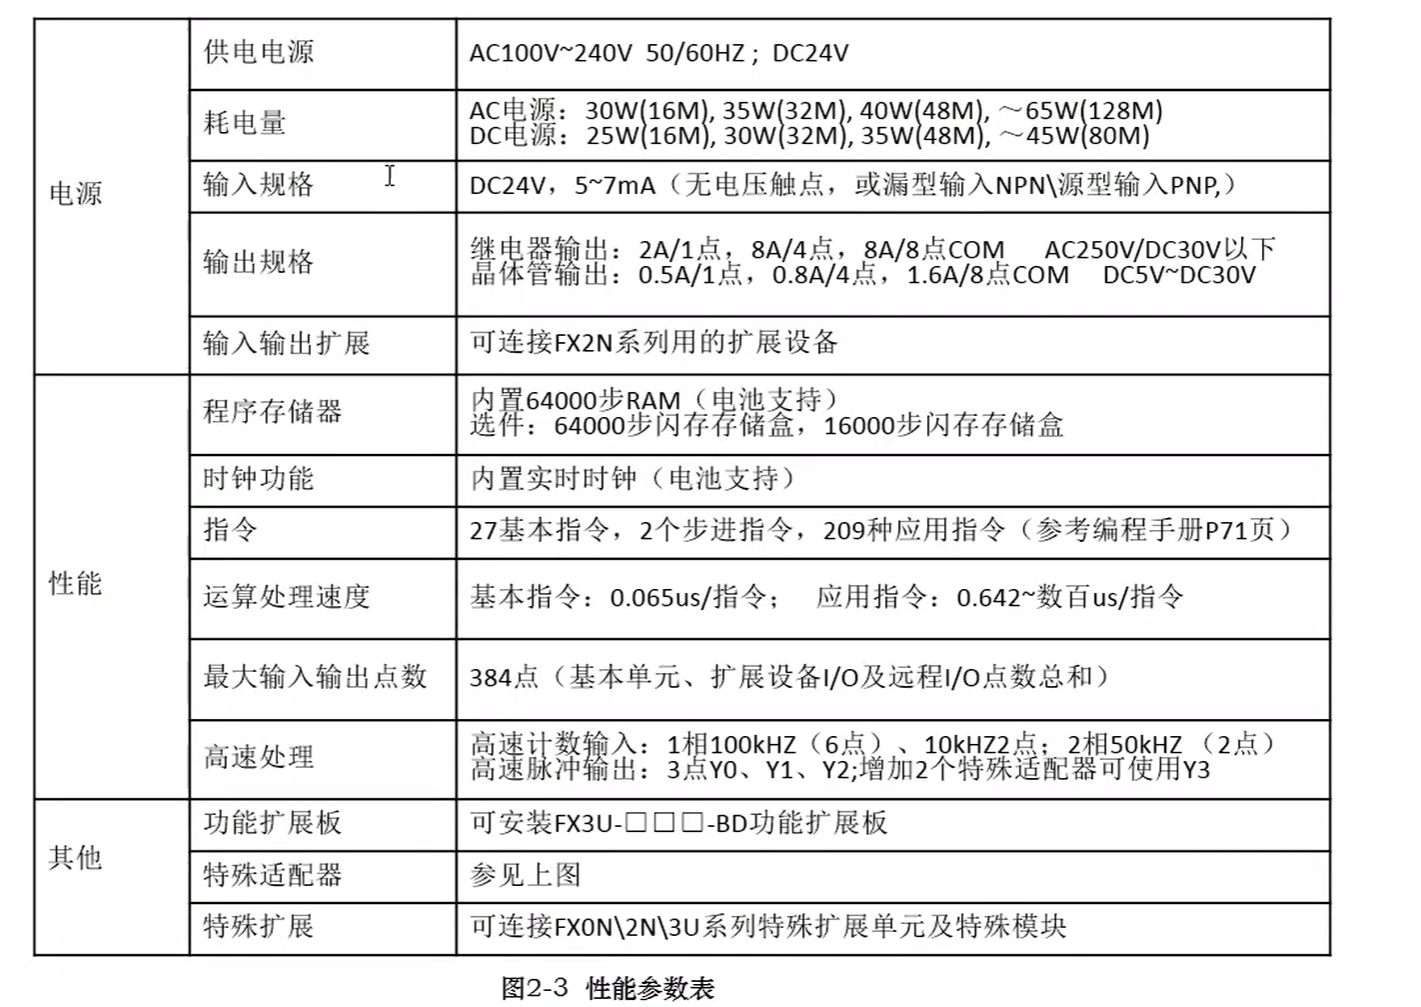 电源
供电电源
AC100V~240V 50/60HZ ; DC24V
耗电量
AC电源：30W(16M), 35W(32M), 40W(48M), ～65W(128M)
DC电源：25W(16M), 30W(32M), 35W(48M), ～45W(80M)
输入规格
DC24V，5~7mA（无电压触点，或漏型输入NPN\源型输入PNP,）
输出规格
继电器输出：2A/1点，8A/4点，8A/8点COM AC250V/DC30V以下
晶体管输出：0.5A/1点，0.8A/4点，1.6A/8点COM DC5V~DC30V
输入输出扩展
可连接FX2N系列用的扩展设备
性能
程序存储器
内置64000步RAM（电池支持）
选件：64000步闪存存储盒，16000步闪存存储盒
时钟功能
内置实时时钟（电池支持）
指令
27基本指令，2个步进指令，209种应用指令（参考编程手册P71页）
运算处理速度
基本指令：0.065us/指令； 应用指令：0.642~数百us/指令
最大输入输出点数
384点（基本单元、扩展设备I/O及远程I/O点数总和）
高速处理
高速计数输入：1相100kHZ（6点）、10kHZ2点；2相50kHZ （2点）
高速脉冲输出：3点Y0、Y1、Y2;增加2个特殊适配器可使用Y3
其他
功能扩展板
可安装FX3U-□□□-BD功能扩展板
特殊适配器
参见上图
特殊扩展
可连接FX0N\2N\3U系列特殊扩展单元及特殊模块
图2-3 性能参数表